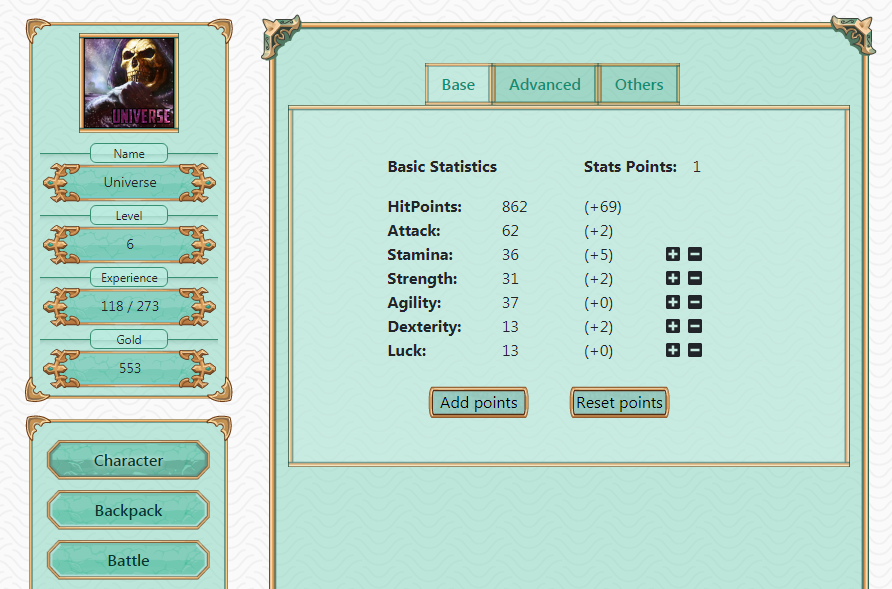 UNIVERSE
Name
Universe
Level
6
Experience
118 / 273
Gold
553
Character
Backpack
Battle
Base Advanced Others
Basic Statistics Stats Points: 1
HitPoints: 862 (+69)
Attack: 62 (+2)
Stamina: 36 (+5)
Strength: 31 (+2)
Agility: 37 (+0)
Dexterity: 13 (+2)
Luck: 13 (+0)
Add points Reset points